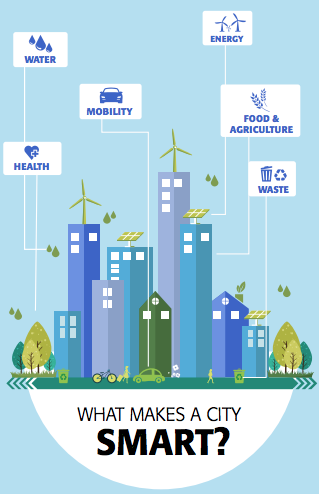 ENERGY
WATER
MOBILITY
FOOD &
AGRICULTURE
HEALTH
WASTE
WHAT MAKES A CITY
SMART?